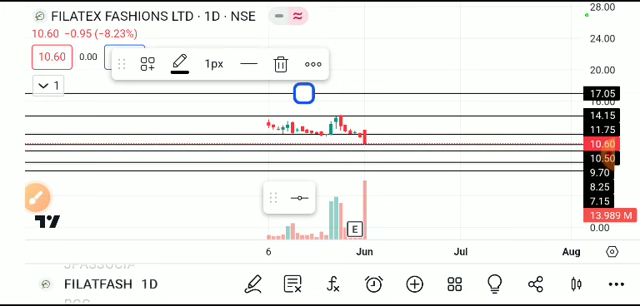 FILATEX FASHIONS LTD · 1D · NSE
28.00
10.60 −0.95 (−8.23%)
24.00
10.60
0.00
1px
20.00
1
17.05
16.00
14.15
11.75
10.60
10.50
9.70
8.25
7.15
13.989 M
E
0.00
6
Jun
Jul
Aug
JPASSOCIA
FILATFASH 1D